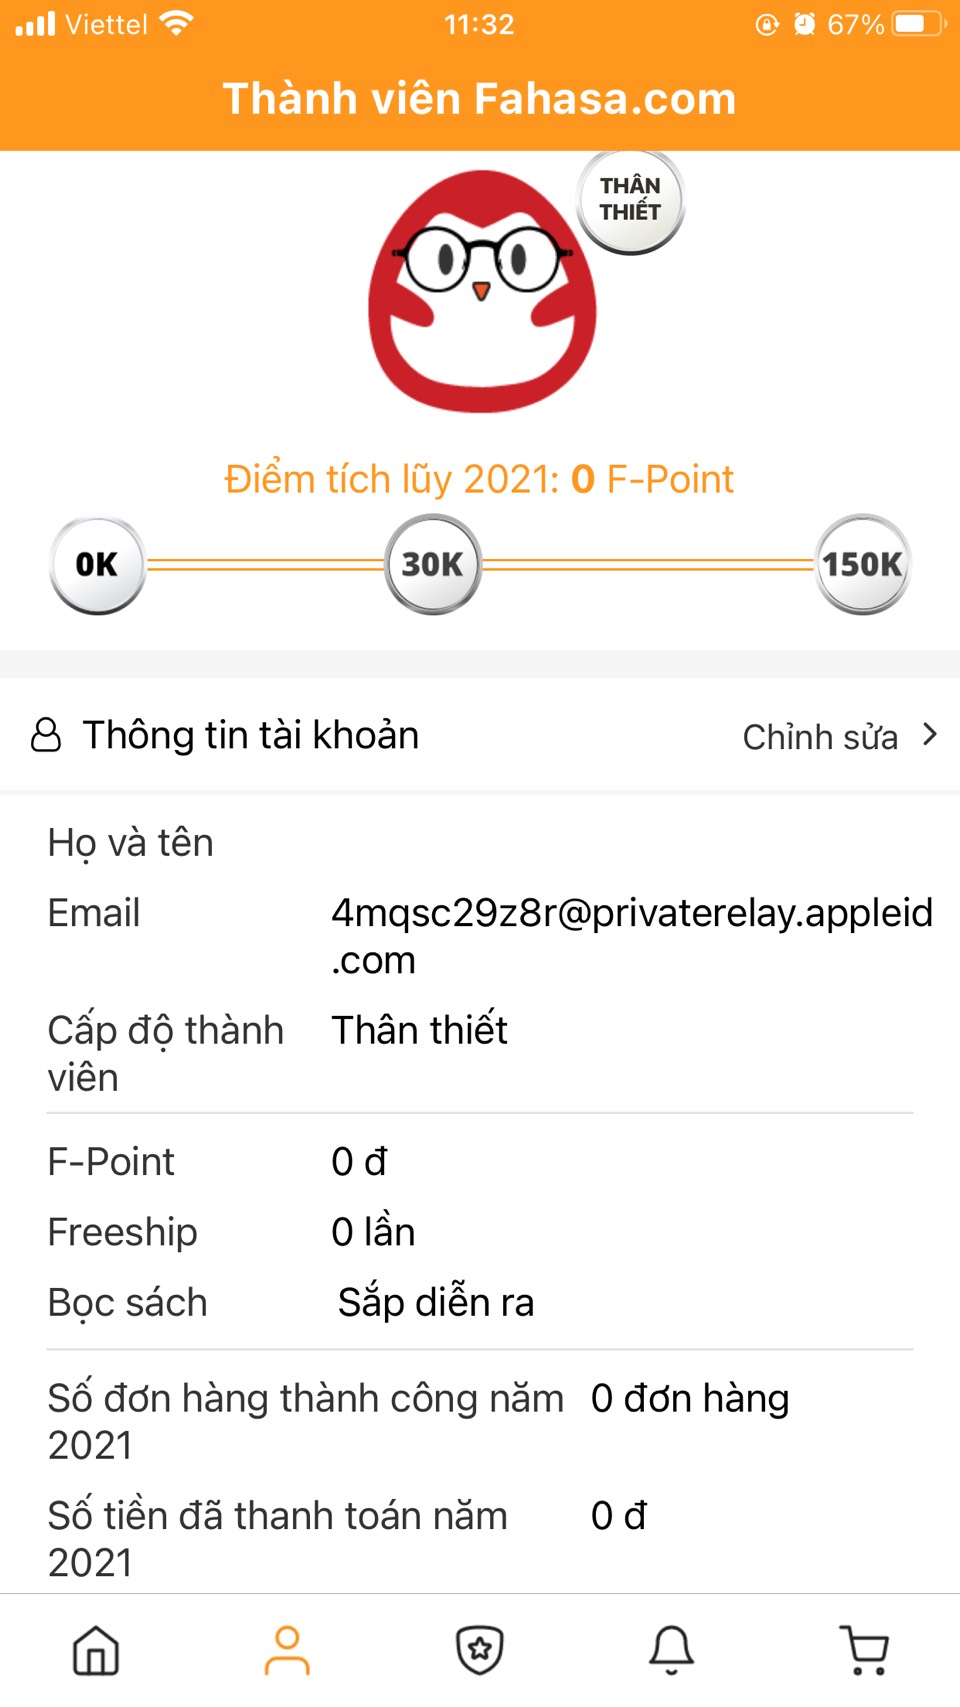 Viettel 11:32 67%
Thành viên Fahasa.com
THÂN
THIẾT
Điểm tích lũy 2021: 0 F-Point
0K 30K 150K
Thông tin tài khoản Chỉnh sửa
Họ và tên
Email 4mqsc29z8r@privaterelay.appleid
.com
Cấp độ thành Thân thiết
viên
F-Point 0 đ
Freeship 0 lần
Bọc sách Sắp diễn ra
Số đơn hàng thành công năm 0 đơn hàng
2021
Số tiền đã thanh toán năm 0 đ
2021